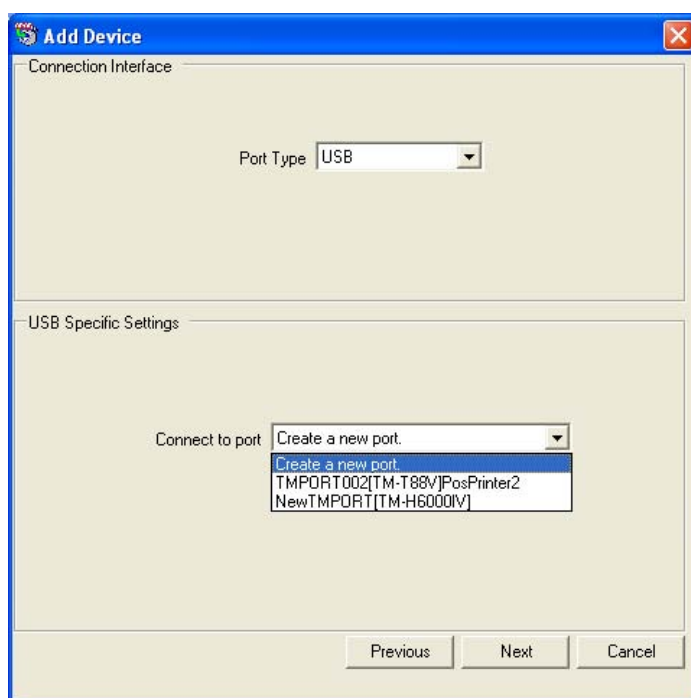 Add Device
Connection Interface
Port Type USB
USB Specific Settings
Connect to port Create a new port.
Create a new port.
TMPORT002[TM-T88V]PosPrinter2
NewTMPORT[TM-H6000IV]
Previous Next Cancel